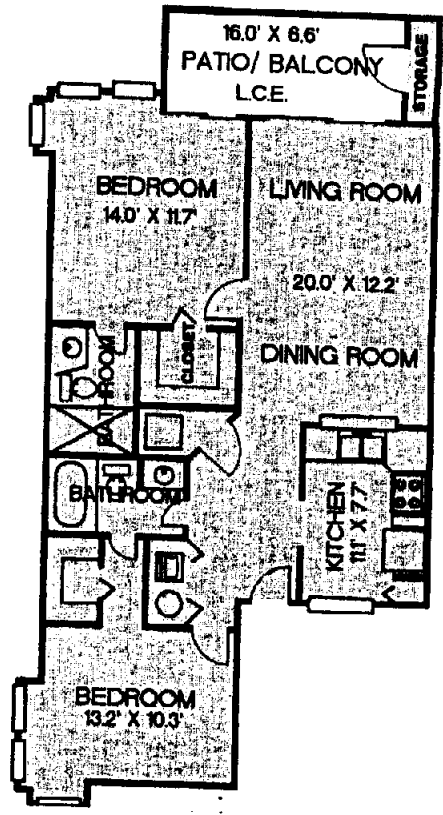 16.0' X 6.6'
PATIO/ BALCONY
L.C.E.
STORAGE
BEDROOM
14.0' X 11.7'
LIVING ROOM
20.0' X 12.2'
DINING ROOM
CLOSET
BATHROOM
BATHROOM
KITCHEN
11.1' X 7.7'
BEDROOM
13.2' X 10.3'